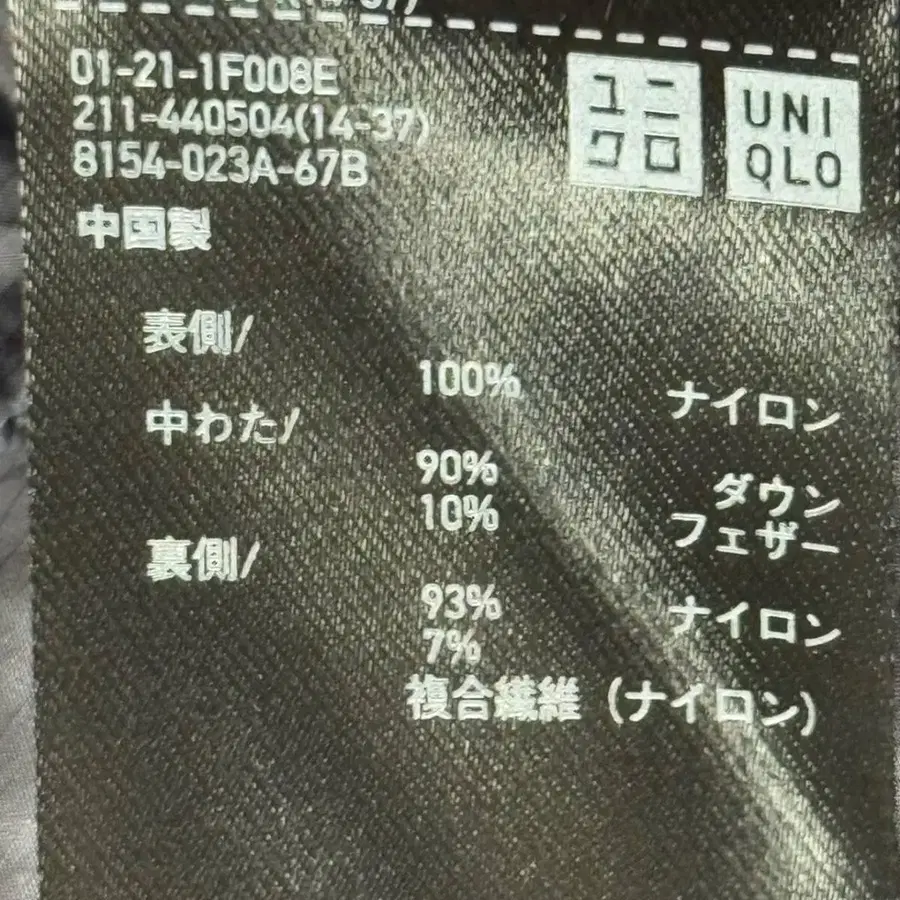 01-21-1F008E
211-440504(14-37)
8154-023A-67B
ユニ
クロ
UNI
QLO
中国製
表側/
100% ナイロン
中わた/
90% ダウン
10% フェザー
裏側/
93% ナイロン
7%
複合繊維 (ナイロン)